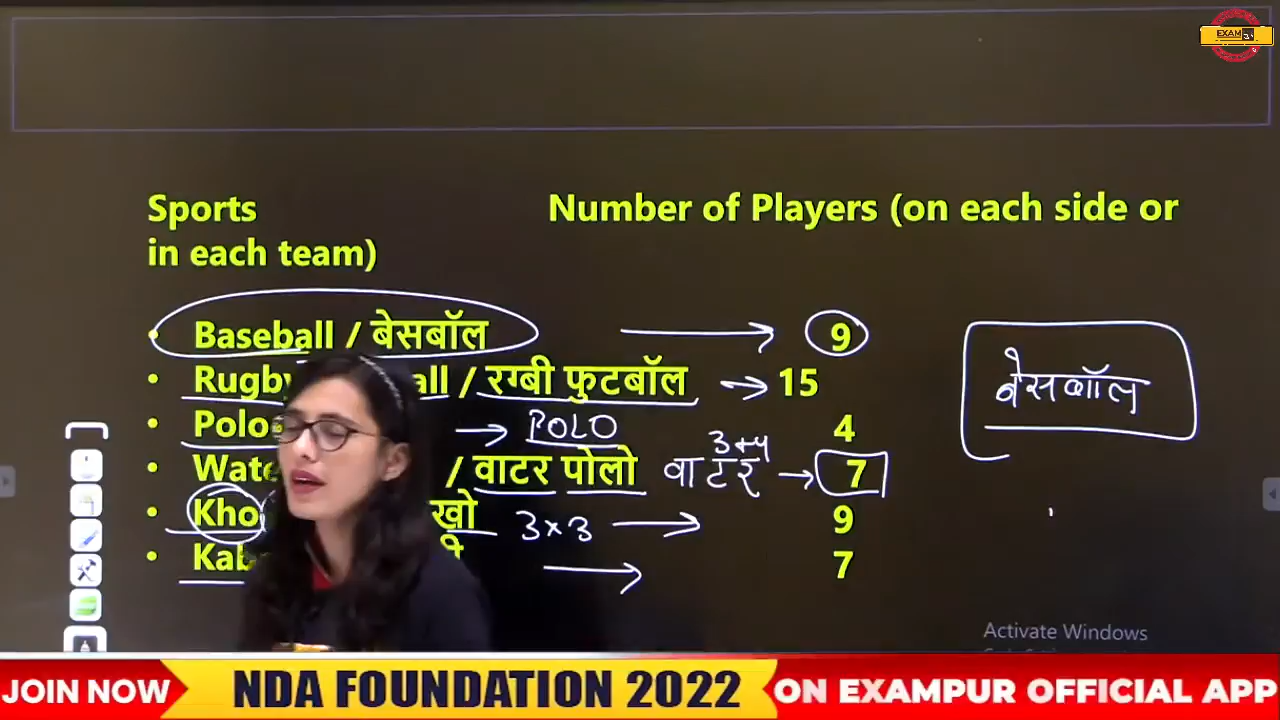 EXAM
Sports Number of Players (on each side or
in each team)
• Baseball / बेसबॉल 9
• Rugby all / रग्बी फुटबॉल 15
बेसबॉल
• Polo POLO 4
3+4
• / वाटर पोलो वाटर 7
• Kho खो 3×3 9
• 7
Activate Windows
JOIN NOW NDA FOUNDATION 2022 ON EXAMPUR OFFICIAL APP